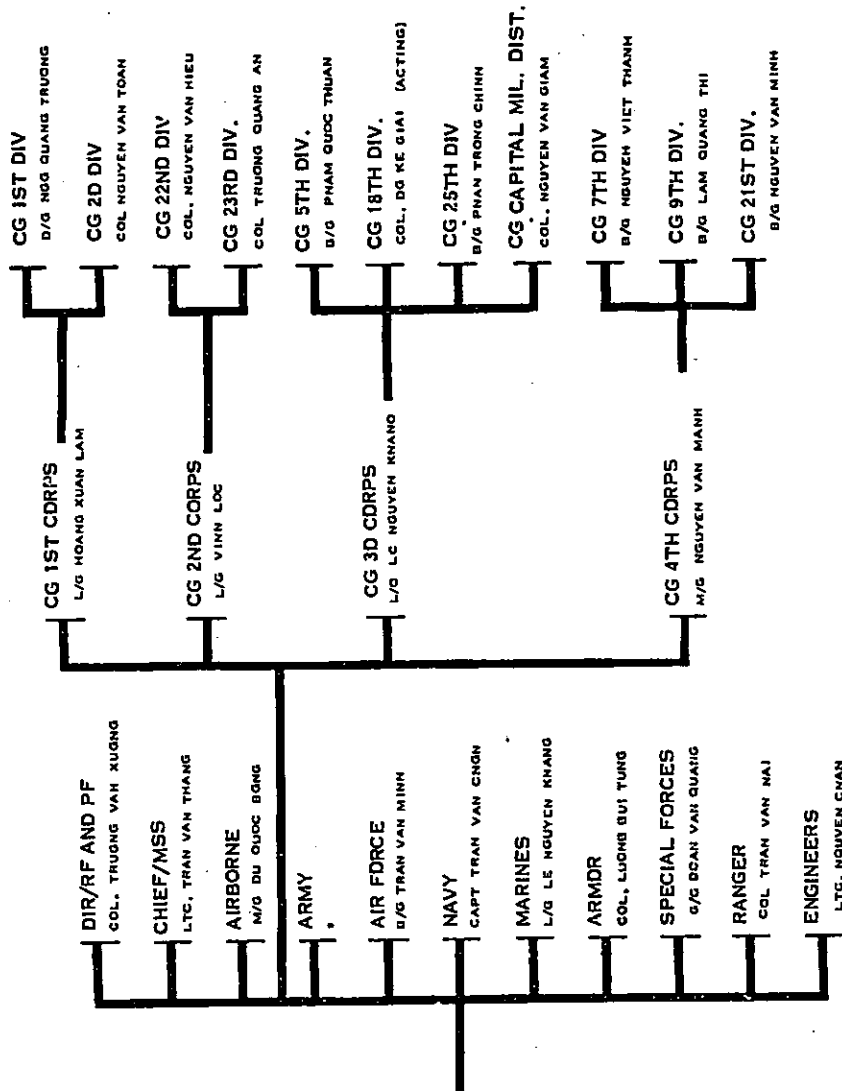 DIR/RF AND PF
COL. TRUONG VAN XUONG
CHIEF/MSS
LTC. TRAN VAN THANG
AIRBORNE
M/G DU QUOC DONG
ARMY
*
AIR FORCE
B/G TRAN VAN MINH
NAVY
CAPT TRAN VAN CHON
MARINES
L/G LE NGUYEN KHANG
ARMOR
COL. LUONG BUI TUNG
SPECIAL FORCES
B/G DOAN VAN QUANG
RANGER
COL TRAN VAN HAI
ENGINEERS
LTC. NGUYEN CHAN
CG 1ST CORPS
L/G HOANG XUAN LAM
CG 2ND CORPS
L/G VINH LOC
CG 3D CORPS
L/G LE NGUYEN KHANG
CG 4TH CORPS
M/G NGUYEN VAN MANH
CG 1ST DIV
B/G NGO QUANG TRUONG
CG 2D DIV
COL NGUYEN VAN TOAN
CG 22ND DIV
COL. NGUYEN VAN HIEU
CG 23RD DIV.
COL TRUONG QUANG AN
CG 5TH DIV.
B/G PHAM QUOC THUAN
CG 18TH DIV.
COL. DO KE GIAI (ACTING)
CG 25TH DIV
B/G PHAN TRONG CHINH
CG CAPITAL MIL. DIST.
COL. NGUYEN VAN GIAM
CG 7TH DIV
B/G NGUYEN VIET THANH
CG 9TH DIV.
B/G LAM QUANG THI
CG 21ST DIV.
B/G NGUYEN VAN MINH